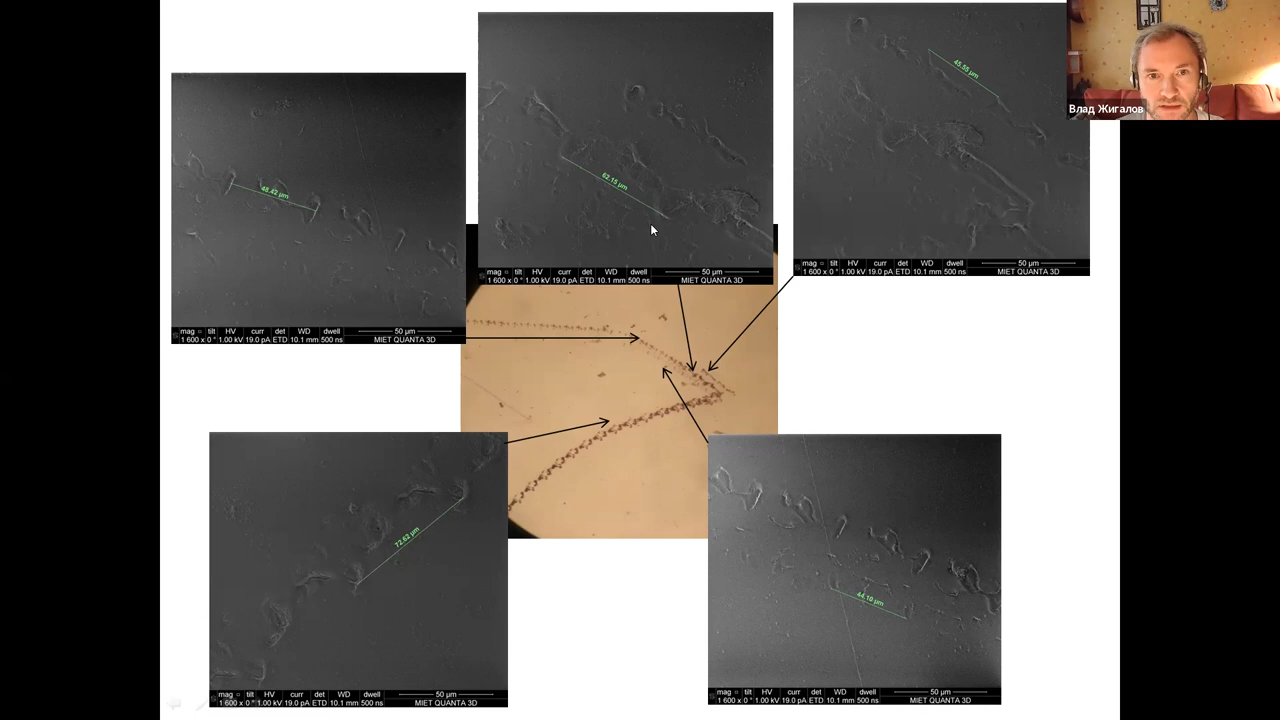 45.55 µm
Влад Жигалов
62.15 µm
48.42 µm
mag tilt HV curr det WD dwell 50 µm
1 600 x 0 ° 1.00 kV 19.0 pA ETD 10.1 mm 500 ns MIET QUANTA 3D
mag tilt HV curr det WD dwell 50 µm
1 600 x 0 ° 1.00 kV 19.0 pA ETD 10.1 mm 500 ns MIET QUANTA 3D
mag tilt HV curr det WD dwell 50 µm
1 600 x 0 ° 1.00 kV 19.0 pA ETD 10.1 mm 500 ns MIET QUANTA 3D
72.62 µm
44.10 µm
mag tilt HV curr det WD dwell 50 µm
1 600 x 0 ° 1.00 kV 19.0 pA ETD 10.1 mm 500 ns MIET QUANTA 3D
mag tilt HV curr det WD dwell 50 µm
1 600 x 0 ° 1.00 kV 19.0 pA ETD 10.1 mm 500 ns MIET QUANTA 3D